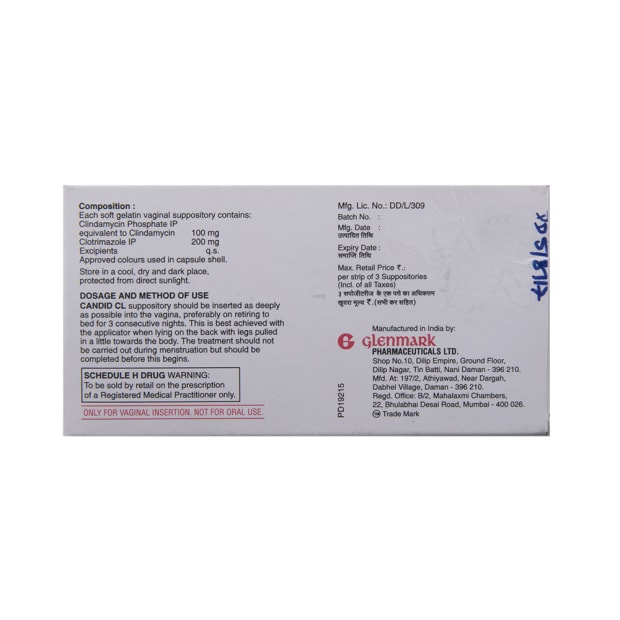 Composition :
Each soft gelatin vaginal suppository contains:
Clindamycin Phosphate IP
equivalent to Clindamycin 100 mg
Clotrimazole IP 200 mg
Excipients q.s.
Approved colours used in capsule shell.
Store in a cool, dry and dark place,
protected from direct sunlight.
DOSAGE AND METHOD OF USE
CANDID CL suppository should be inserted as deeply
as possible into the vagina, preferably on retiring to
bed for 3 consecutive nights. This is best achieved with
the applicator when lying on the back with legs pulled
in a little towards the body. The treatment should not
be carried out during menstruation but should be
completed before this begins.
SCHEDULE H DRUG WARNING:
To be sold by retail on the prescription
of a Registered Medical Practitioner only.
ONLY FOR VAGINAL INSERTION. NOT FOR ORAL USE.
Mfg. Lic. No.: DD/L/309
Batch No. :
Mfg. Date :
उत्पादित तिथि
Expiry Date :
समाप्ति तिथि
Max. Retail Price ₹.:
per strip of 3 Suppositories
(Incl. of all Taxes)
३ सपोजीटरीज के एक पत्ते का अधिकतम
खुदरा मूल्य ₹.(सभी कर सहित)
Manufactured in India by:
G glenmark
PHARMACEUTICALS LTD.
Shop No.10, Dilip Empire, Ground Floor,
Dilip Nagar, Tin Batti, Nani Daman - 396 210.
Mfd. At: 197/2, Athiyawad, Near Dargah,
Dabhel Village, Daman - 396 210.
Regd. Office: B/2, Mahalaxmi Chambers,
22, Bhulabhai Desai Road, Mumbai - 400 026.
TM Trade Mark
PD19215